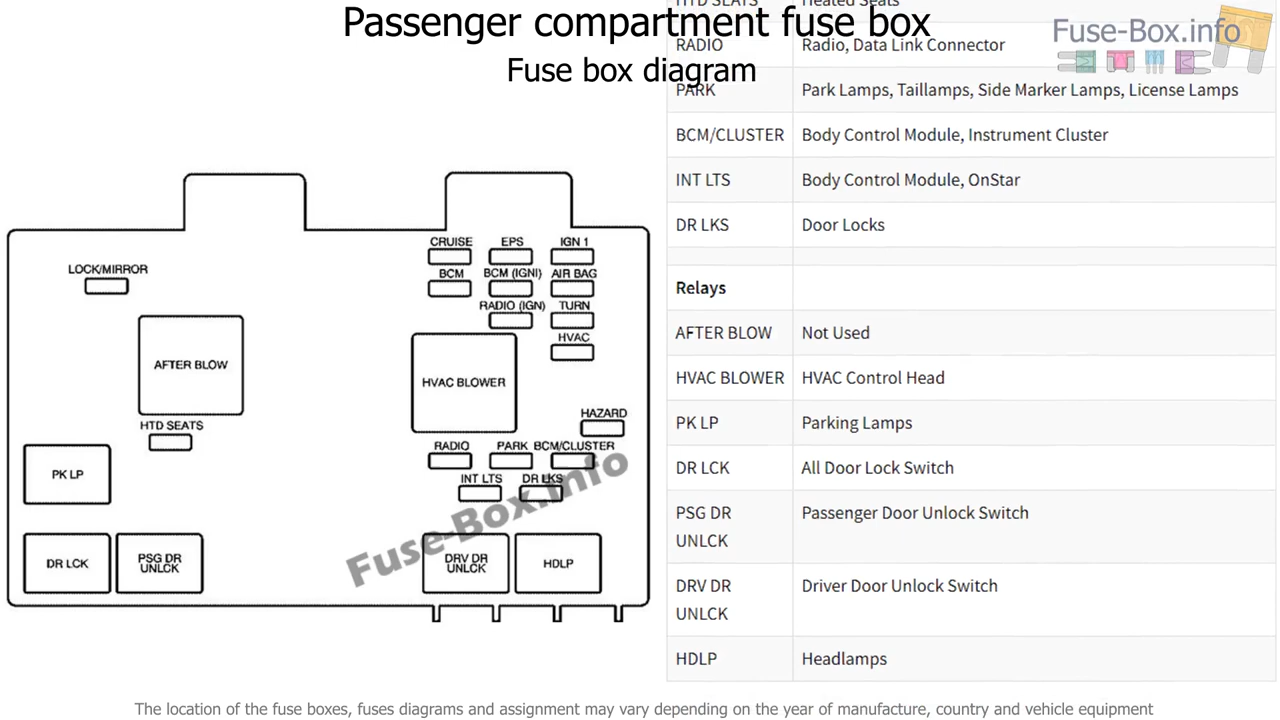 Passenger compartment fuse box
Fuse box diagram
Fuse-Box.info
LOCK/MIRROR
CRUISE
EPS
IGN 1
BCM
BCM (IGNI)
AIR BAG
RADIO (IGN)
TURN
HVAC
AFTER BLOW
HVAC BLOWER
HTD SEATS
HAZARD
RADIO
PARK
BCM/CLUSTER
INT LTS
DR LKS
PK LP
DR LCK
PSG DR
UNLCK
DRV DR
UNLCK
HDLP
Fuse-Box.info
HTD SEATS Heated Seats
RADIO Radio, Data Link Connector
PARK Park Lamps, Taillamps, Side Marker Lamps, License Lamps
BCM/CLUSTER Body Control Module, Instrument Cluster
INT LTS Body Control Module, OnStar
DR LKS Door Locks
Relays
AFTER BLOW Not Used
HVAC BLOWER HVAC Control Head
PK LP Parking Lamps
DR LCK All Door Lock Switch
PSG DR Passenger Door Unlock Switch
UNLCK
DRV DR Driver Door Unlock Switch
UNLCK
HDLP Headlamps
The location of the fuse boxes, fuses diagrams and assignment may vary depending on the year of manufacture, country and vehicle equipment